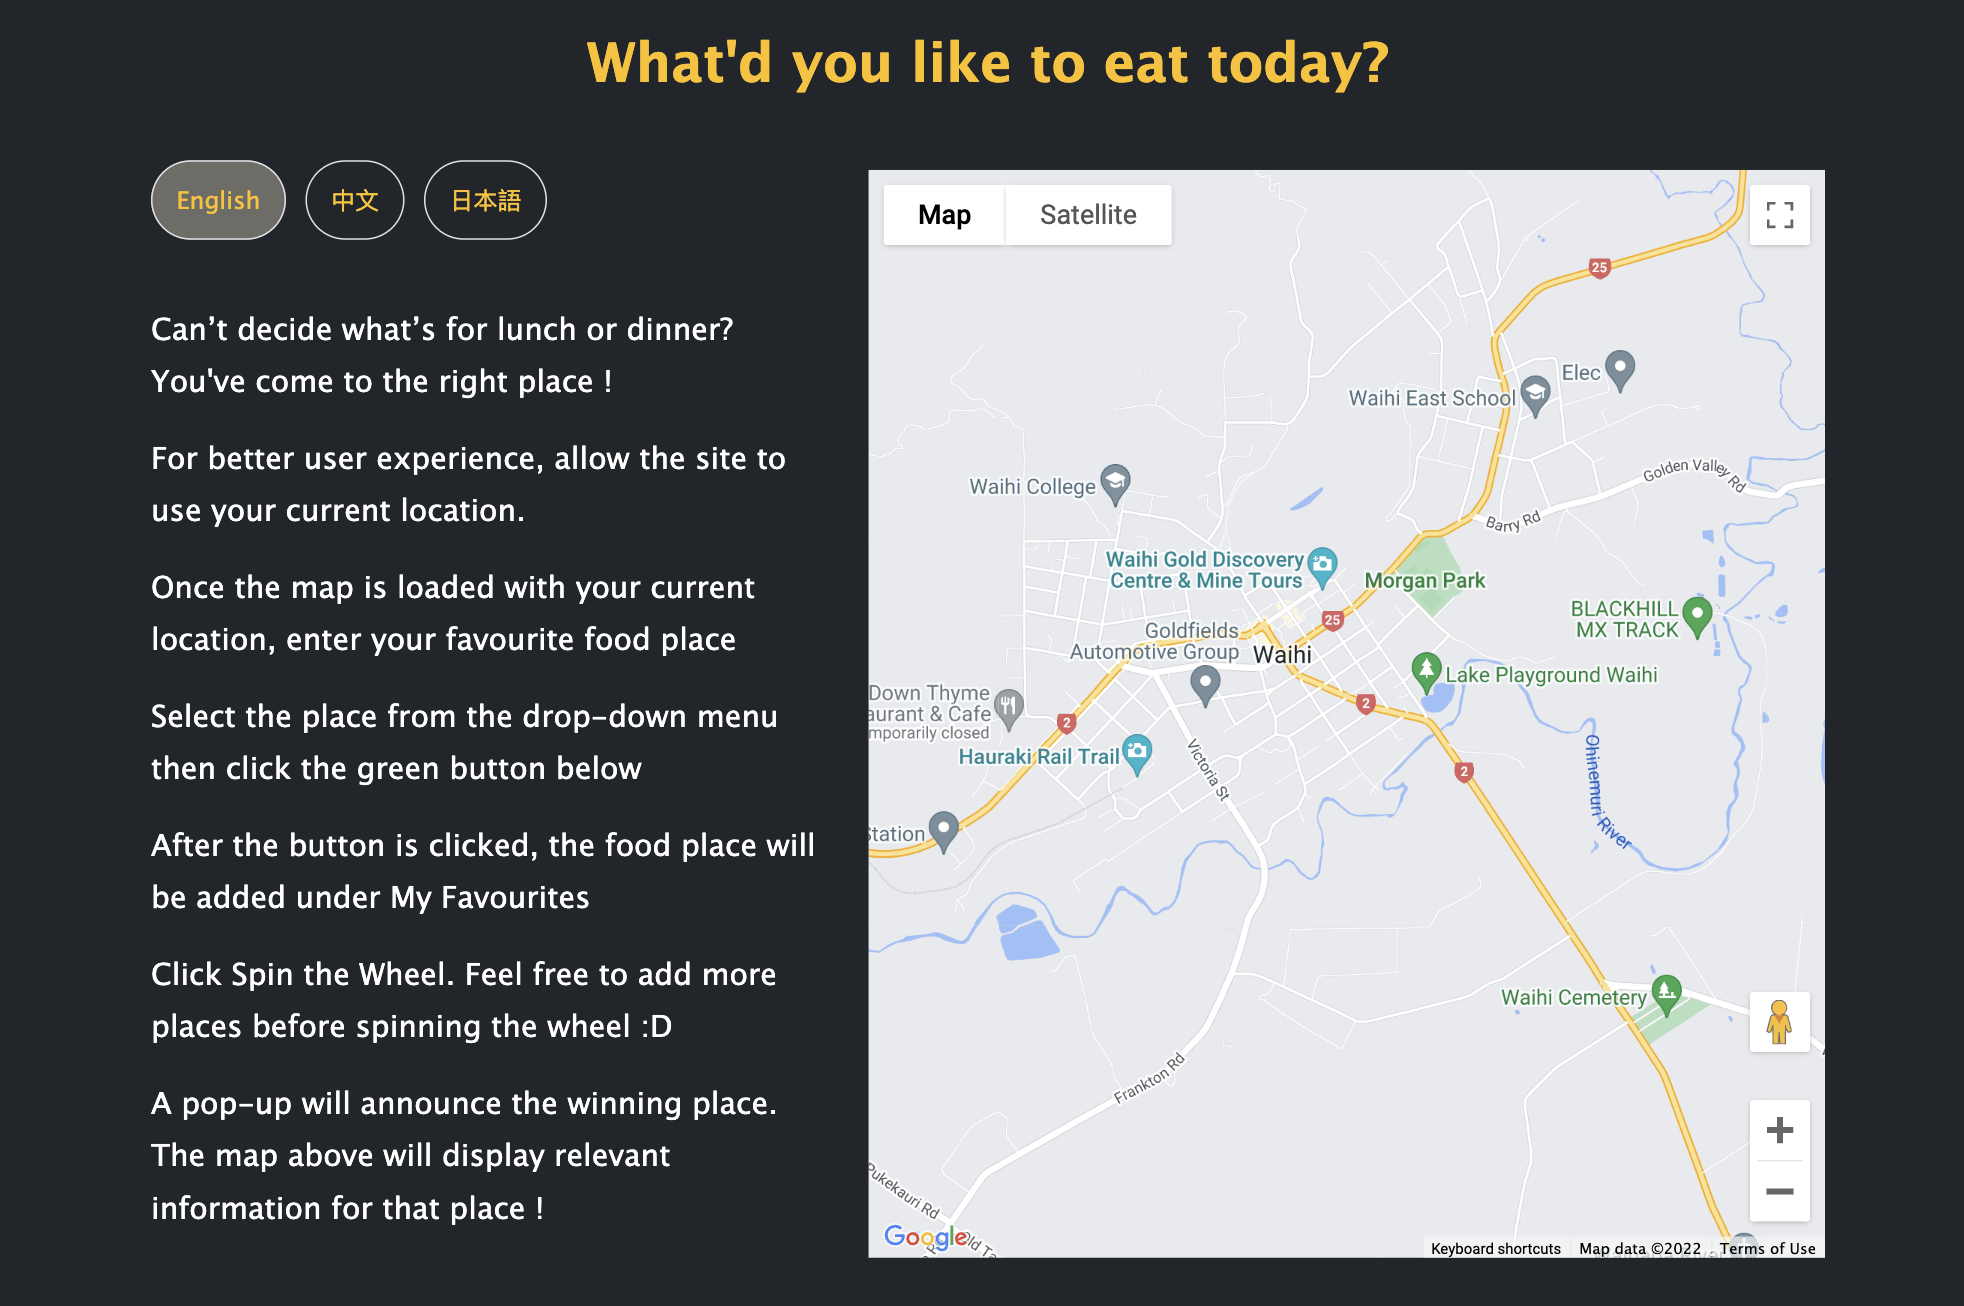 What'd you like to eat today?
English
中文
日本語
Can’t decide what’s for lunch or dinner?
You've come to the right place !
For better user experience, allow the site to
use your current location.
Once the map is loaded with your current
location, enter your favourite food place
Select the place from the drop-down menu
then click the green button below
After the button is clicked, the food place will
be added under My Favourites
Click Spin the Wheel. Feel free to add more
places before spinning the wheel :D
A pop-up will announce the winning place.
The map above will display relevant
information for that place !
Map
Satellite
25
Elec
Waihi East School
Golden Valley Rd
Waihi College
Barry Rd
Waihi Gold Discovery
Centre & Mine Tours
Morgan Park
BLACKHILL
MX TRACK
25
Goldfields
Automotive Group
Waihi
Lake Playground Waihi
Down Thyme
aurant & Cafe
mporarily closed
2
2
Hauraki Rail Trail
Victoria St
2
Ohinemuri River
Station
Waihi Cemetery
Frankton Rd
Pukekauri Rd
Google
Old Ta
Keyboard shortcuts
Map data ©2022
Terms of Use